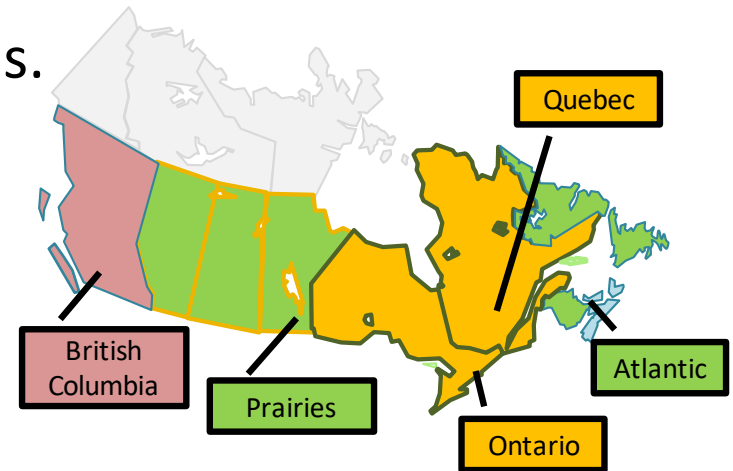 s.
Quebec
British
Columbia
Prairies
Atlantic
Ontario